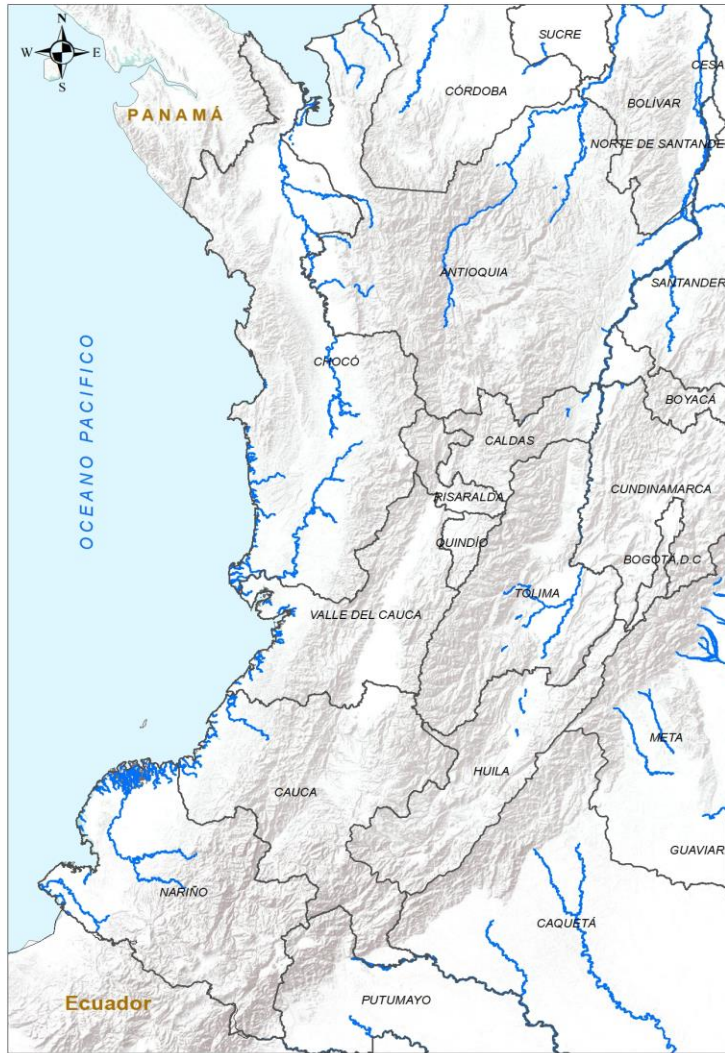 N
W E
S
SUCRE
CÓRDOBA
CESA
PANAMÁ
BOLÍVAR
NORTE DE SANTANDE
ANTIOQUIA
SANTANDER
OCEANO PACIFICO
CHOCÓ
BOYACÁ
CALDAS
CUNDINAMARCA
RISARALDA
QUINDÍO
BOGOTÁ, D.C
TOLIMA
VALLE DEL CAUCA
META
HUILA
CAUCA
GUAVIAR
NARIÑO
CAQUETÁ
Ecuador
PUTUMAYO